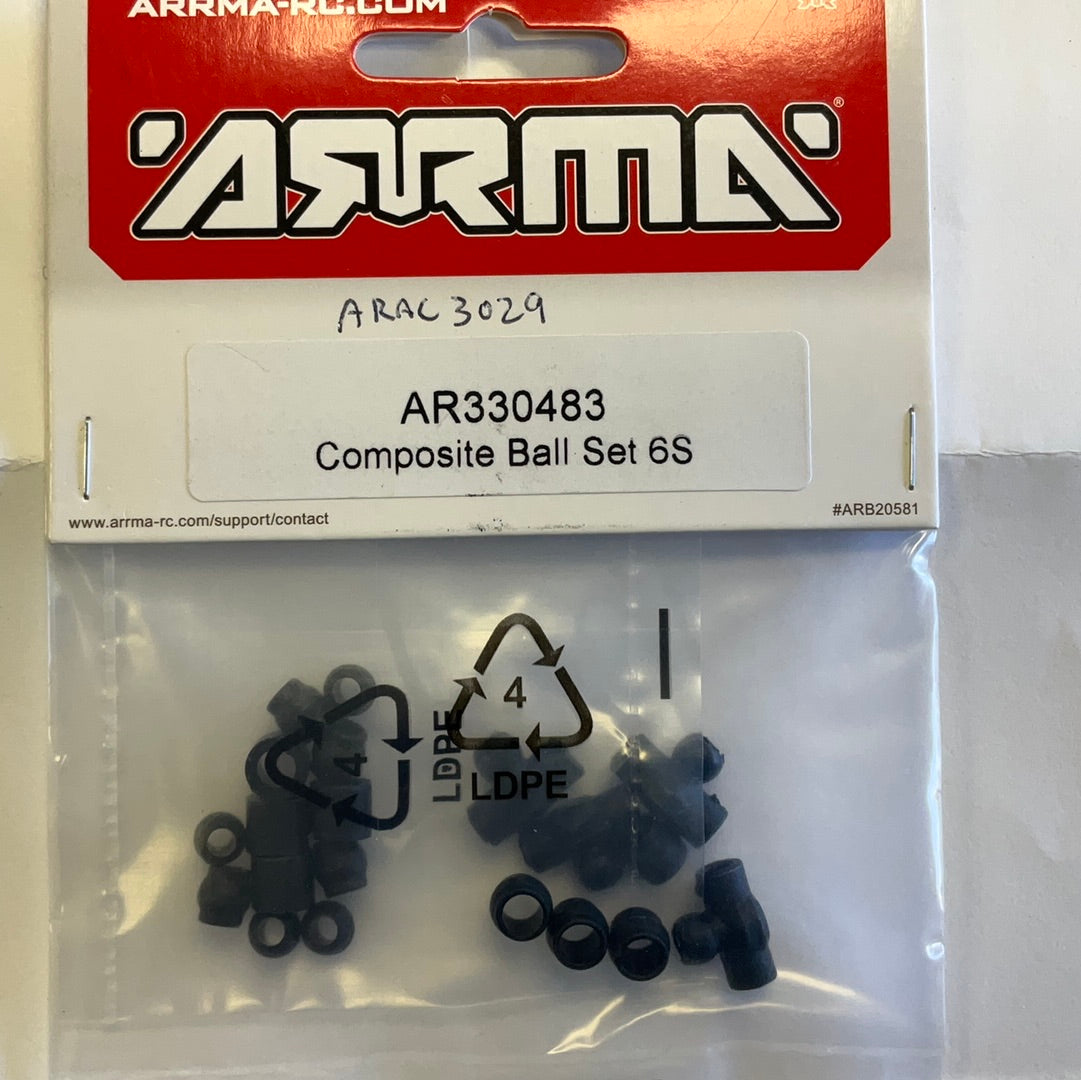 ARRMA-RC.COM
ARRMA®
ARAC3029
AR330483
Composite Ball Set 6S
www.arrma-rc.com/support/contact
#ARB20581
4
LDPE
4
LDPE